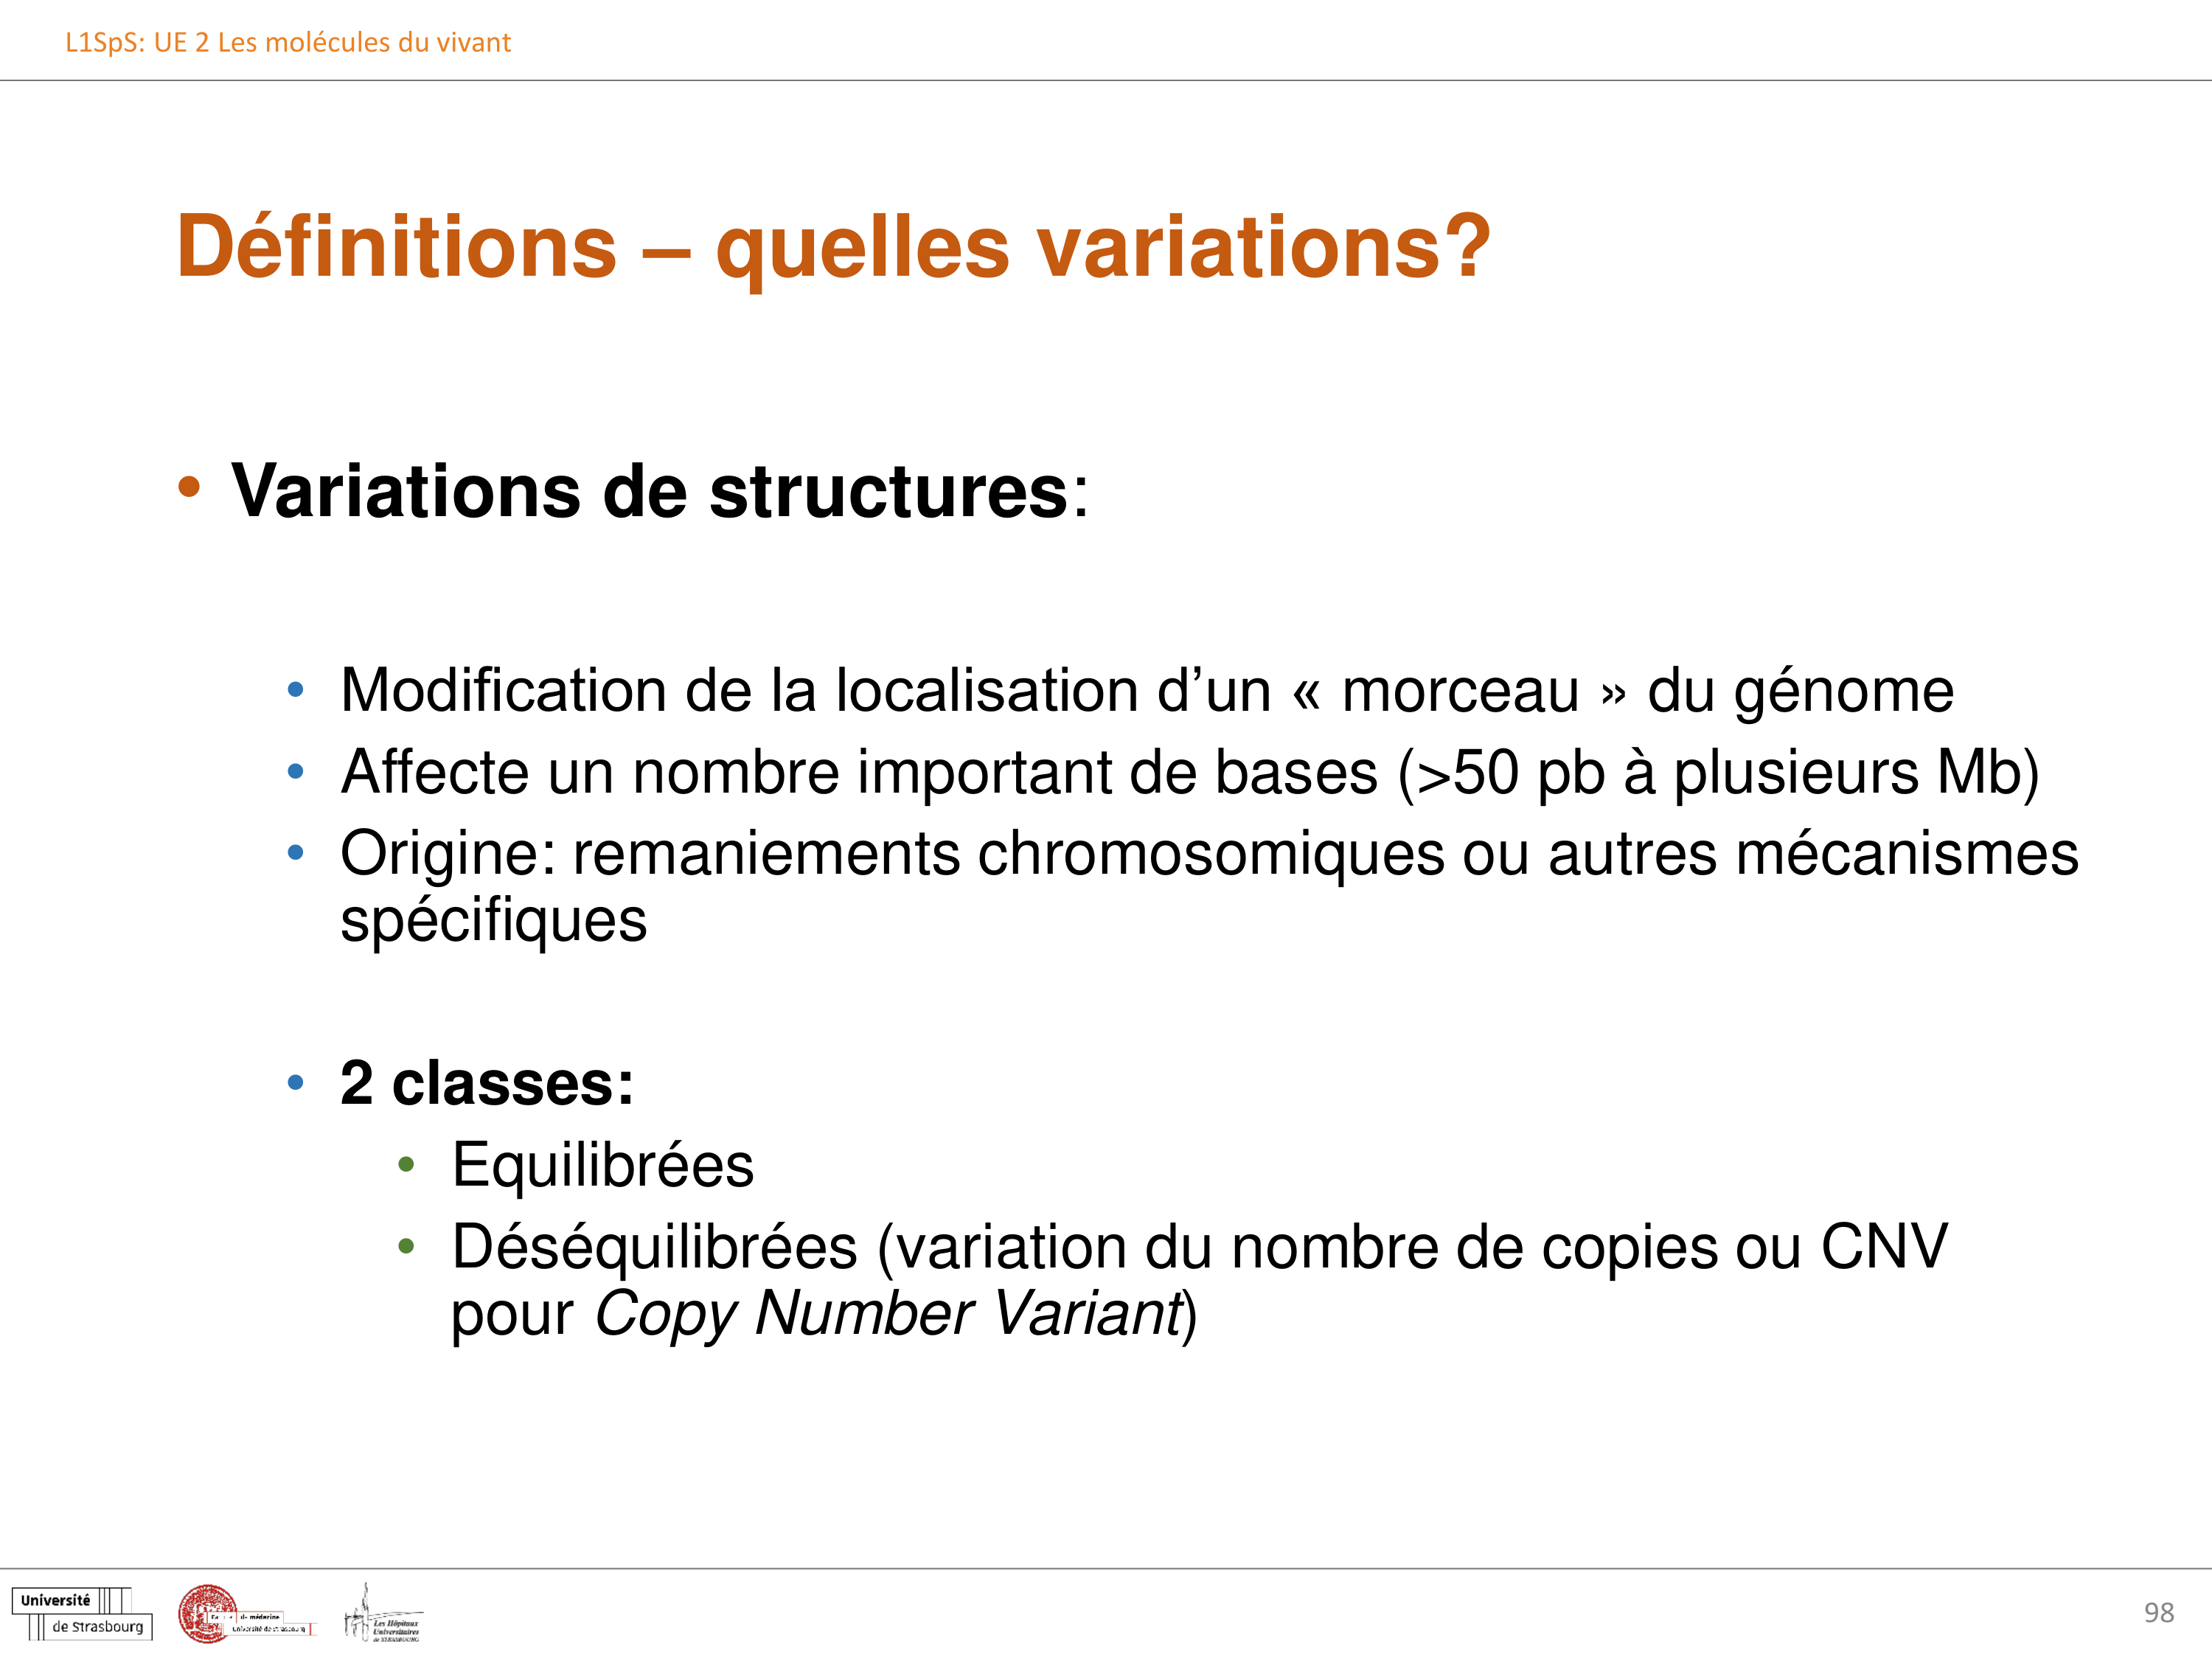 L1SpS: UE 2 Les molécules du vivant
Définitions – quelles variations?
• Variations de structures:
• Modification de la localisation d’un « morceau » du génome
• Affecte un nombre important de bases (>50 pb à plusieurs Mb)
• Origine: remaniements chromosomiques ou autres mécanismes
spécifiques
• 2 classes:
• Equilibrées
• Déséquilibrées (variation du nombre de copies ou CNV
pour Copy Number Variant)
Université
de Strasbourg
de médecine
Université de Strasbourg
Les Hôpitaux
Universitaires
de STRASBOURG
98